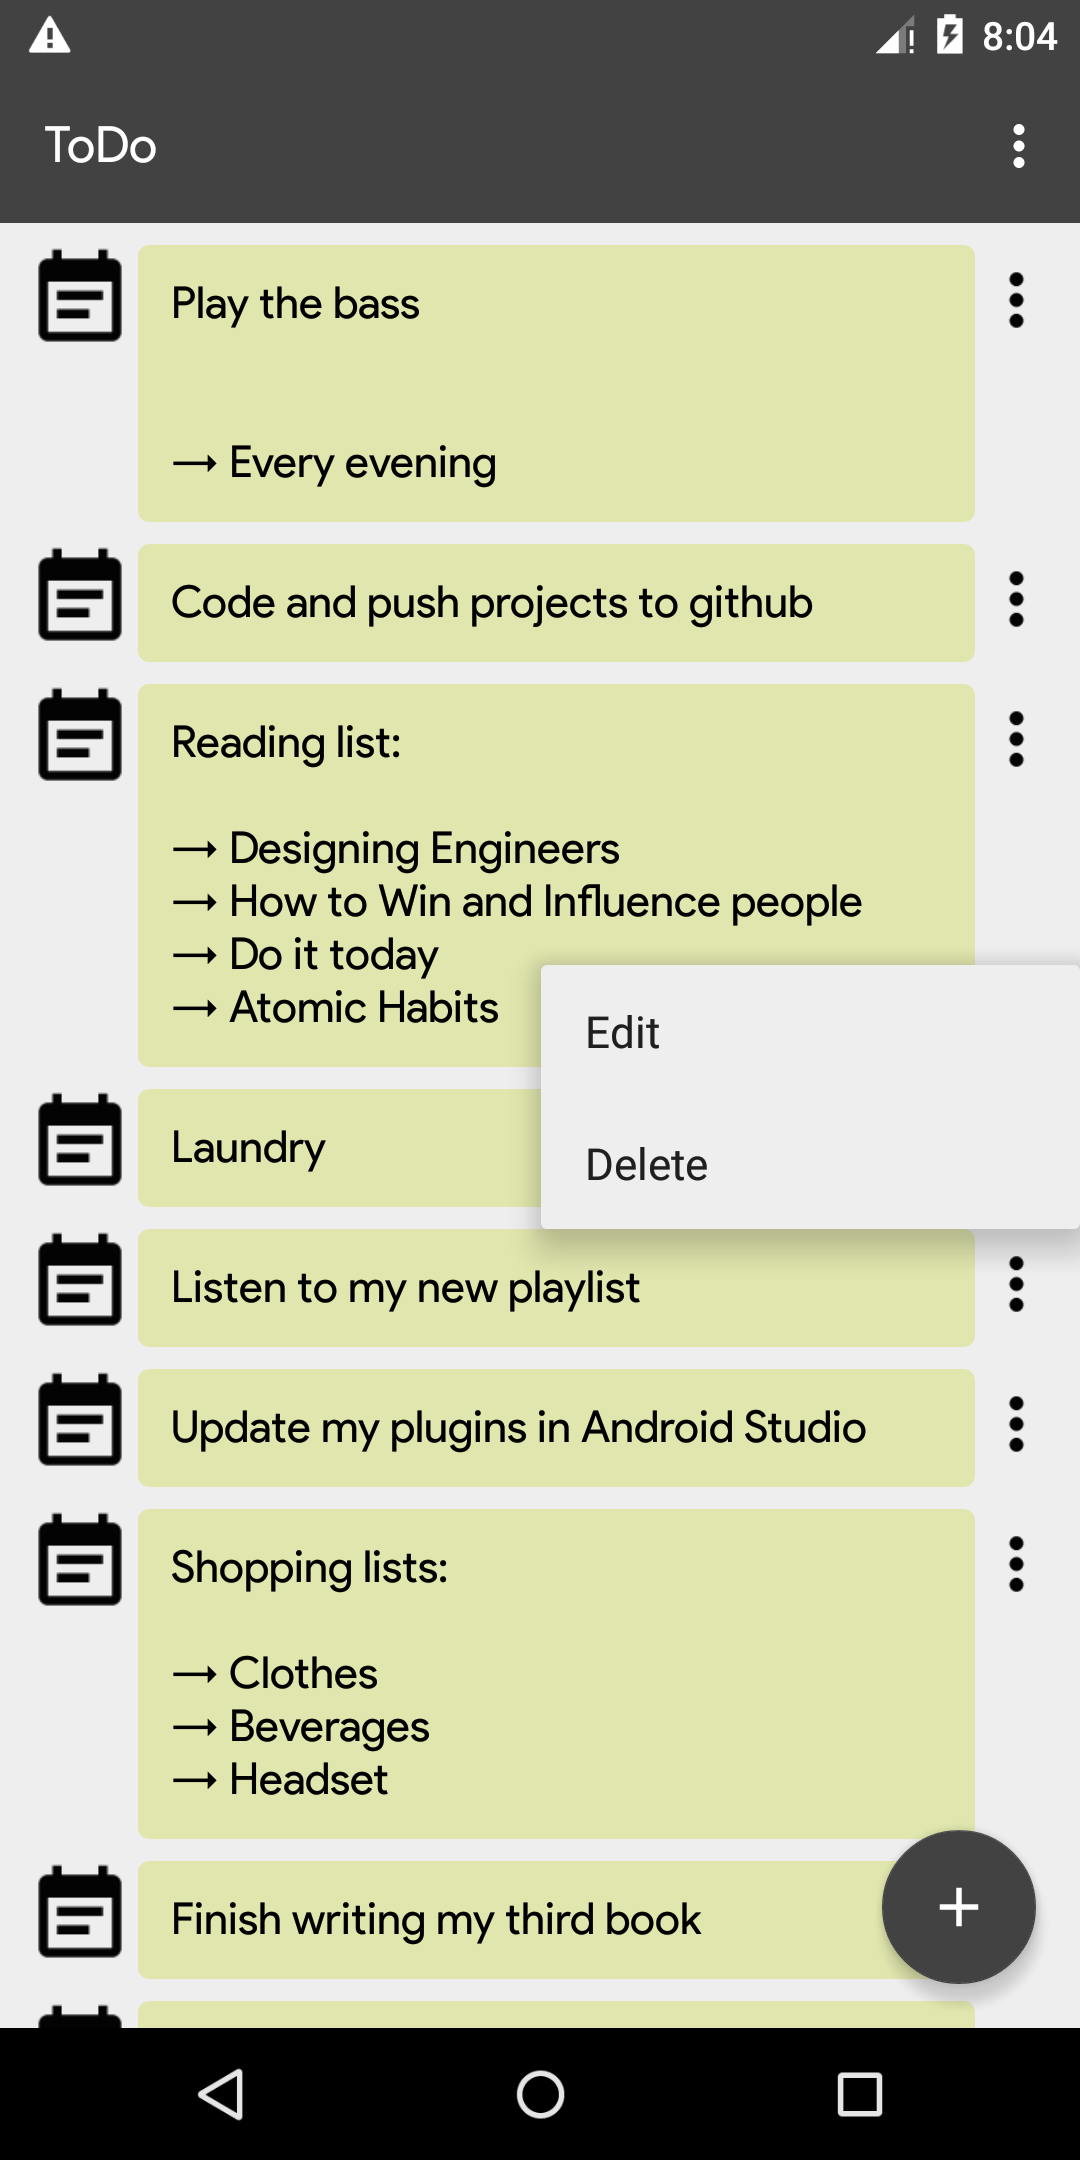 8:04
ToDo
Play the bass
→ Every evening
Code and push projects to github
Reading list:
→ Designing Engineers
→ How to Win and Influence people
→ Do it today
→ Atomic Habits
Edit
Delete
Laundry
Listen to my new playlist
Update my plugins in Android Studio
Shopping lists:
→ Clothes
→ Beverages
→ Headset
Finish writing my third book